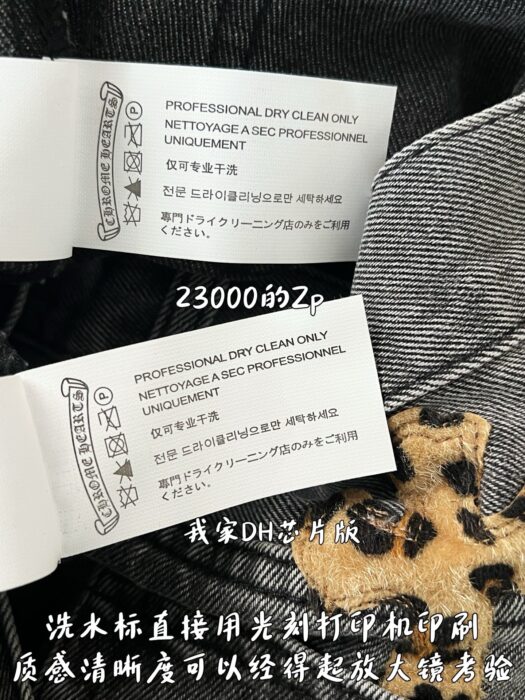 CHROME HEARTS
P
PROFESSIONAL DRY CLEAN ONLY
NETTOYAGE A SEC PROFESSIONNEL
UNIQUEMENT
仅可专业干洗
전문 드라이클리닝으로만 세탁하세요
専門ドライクリーニング店のみをご利用
ください。
23000的Zp
CHROME HEARTS
P
PROFESSIONAL DRY CLEAN ONLY
NETTOYAGE A SEC PROFESSIONNEL
UNIQUEMENT
仅可专业干洗
전문 드라이클리닝으로만 세탁하세요
専門ドライクリーニング店のみをご利用
ください。
我家DH芯片版
洗水标直接用光刻打印机印刷
质感清晰度可以经得起放大镜考验